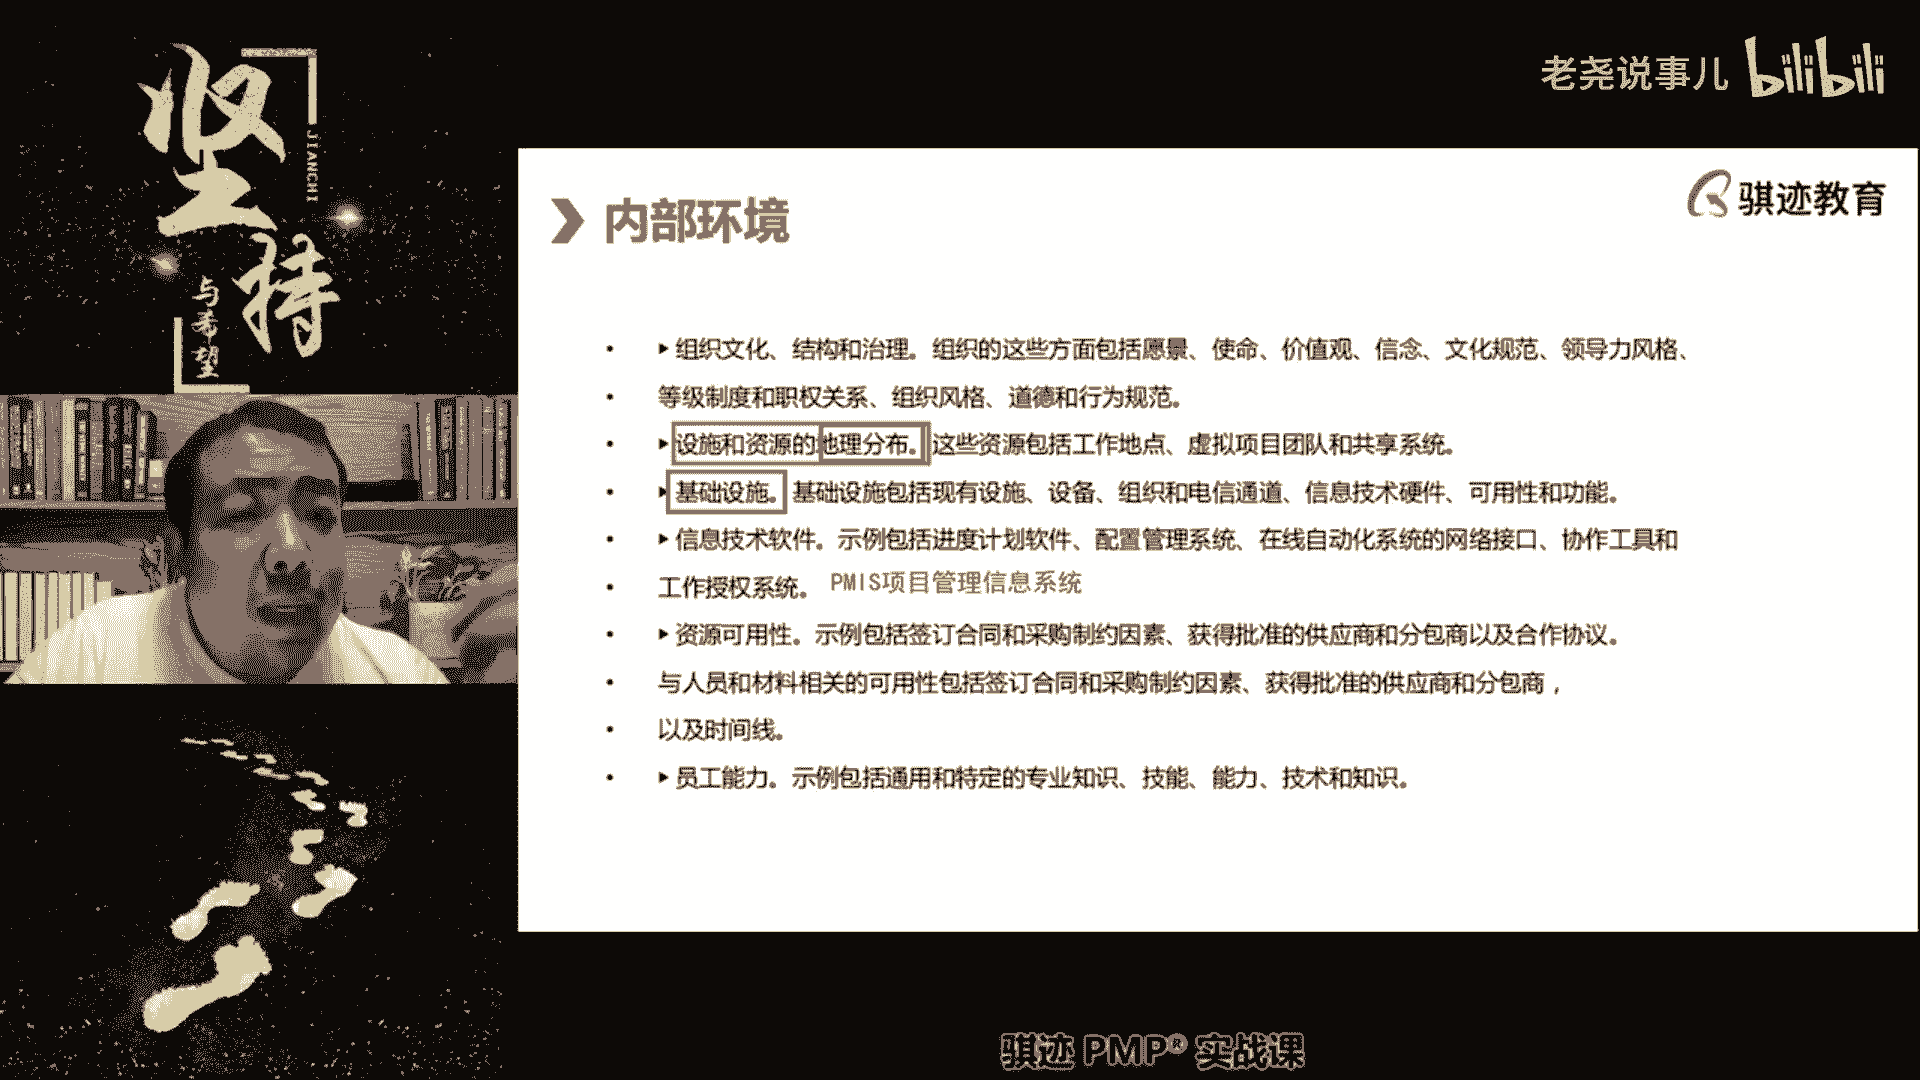 坚持
JIANCHI
与希望
老尧说事儿 bilibili
骐迹教育
内部环境
• ▸组织文化、结构和治理。组织的这些方面包括愿景、使命、价值观、信念、文化规范、领导力风格、
• 等级制度和职权关系、组织风格、道德和行为规范。
• ▸设施和资源的地理分布。这些资源包括工作地点、虚拟项目团队和共享系统。
• ▸基础设施。基础设施包括现有设施、设备、组织和电信通道、信息技术硬件、可用性和功能。
• ▸信息技术软件。示例包括进度计划软件、配置管理系统、在线自动化系统的网络接口、协作工具和
• 工作授权系统。 PMIS项目管理信息系统
• ▸资源可用性。示例包括签订合同和采购制约因素、获得批准的供应商和分包商以及合作协议。
• 与人员和材料相关的可用性包括签订合同和采购制约因素、获得批准的供应商和分包商，
• 以及时间线。
• ▸员工能力。示例包括通用和特定的专业知识、技能、能力、技术和知识。
骐迹 PMP® 实战课